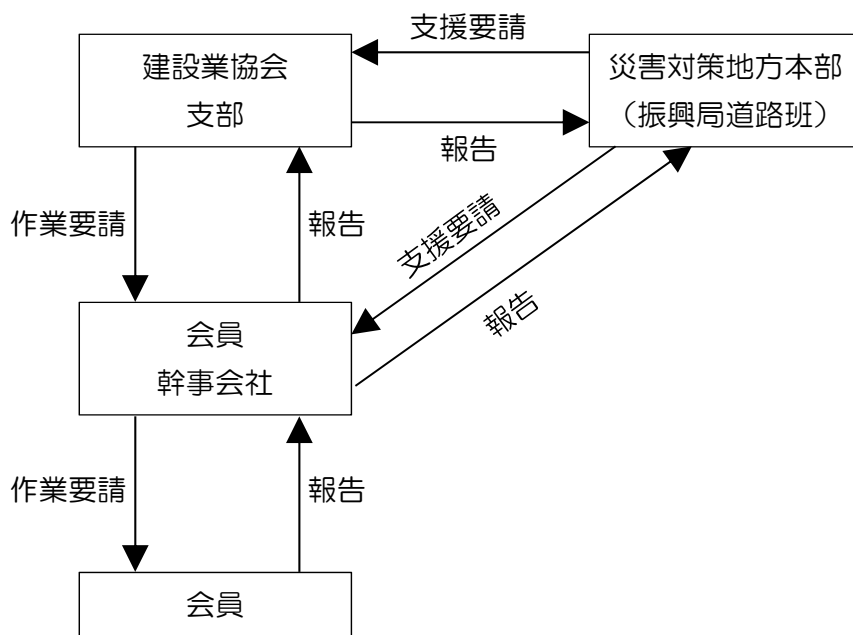 支援要請
建設業協会
支部
災害対策地方本部
(振興局道路班)
報告
作業要請
報告
支援要請
報告
会員
幹事会社
作業要請
報告
会員